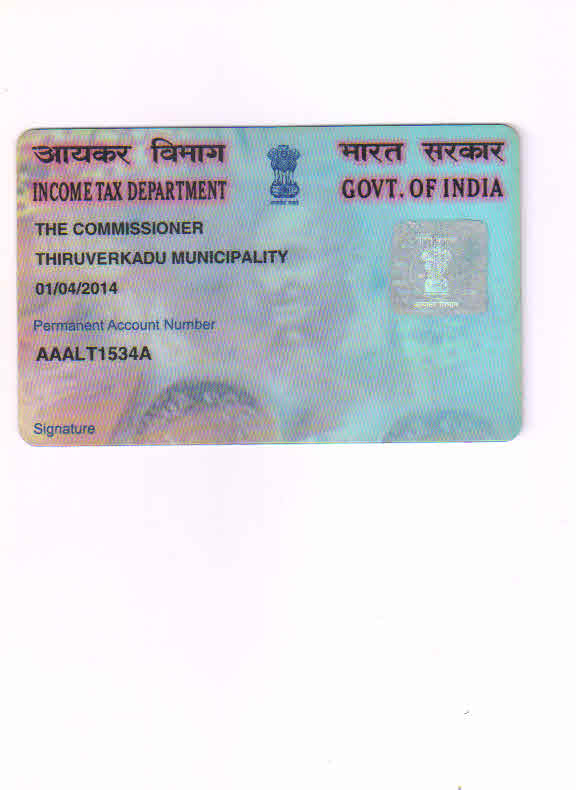 आयकर विभाग
भारत सरकार
INCOME TAX DEPARTMENT
GOVT. OF INDIA
THE COMMISSIONER
THIRUVERKADU MUNICIPALITY
01/04/2014
Permanent Account Number
AAALT1534A
Signature